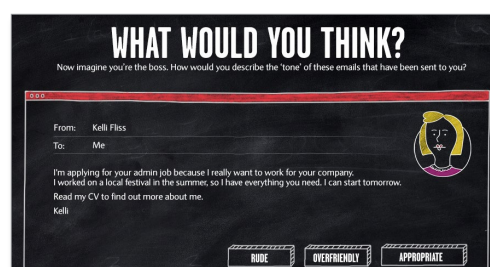 WHAT WOULD YOU THINK?
Now imagine you're the boss. How would you describe the 'tone' of these emails that have been sent to you?
From: Kelli Fliss
To: Me
I'm applying for your admin job because I really want to work for your company.
I worked on a local festival in the summer, so I have everything you need. I can start tomorrow.
Read my CV to find out more about me.
Kelli
RUDE OVERFRIENDLY APPROPRIATE